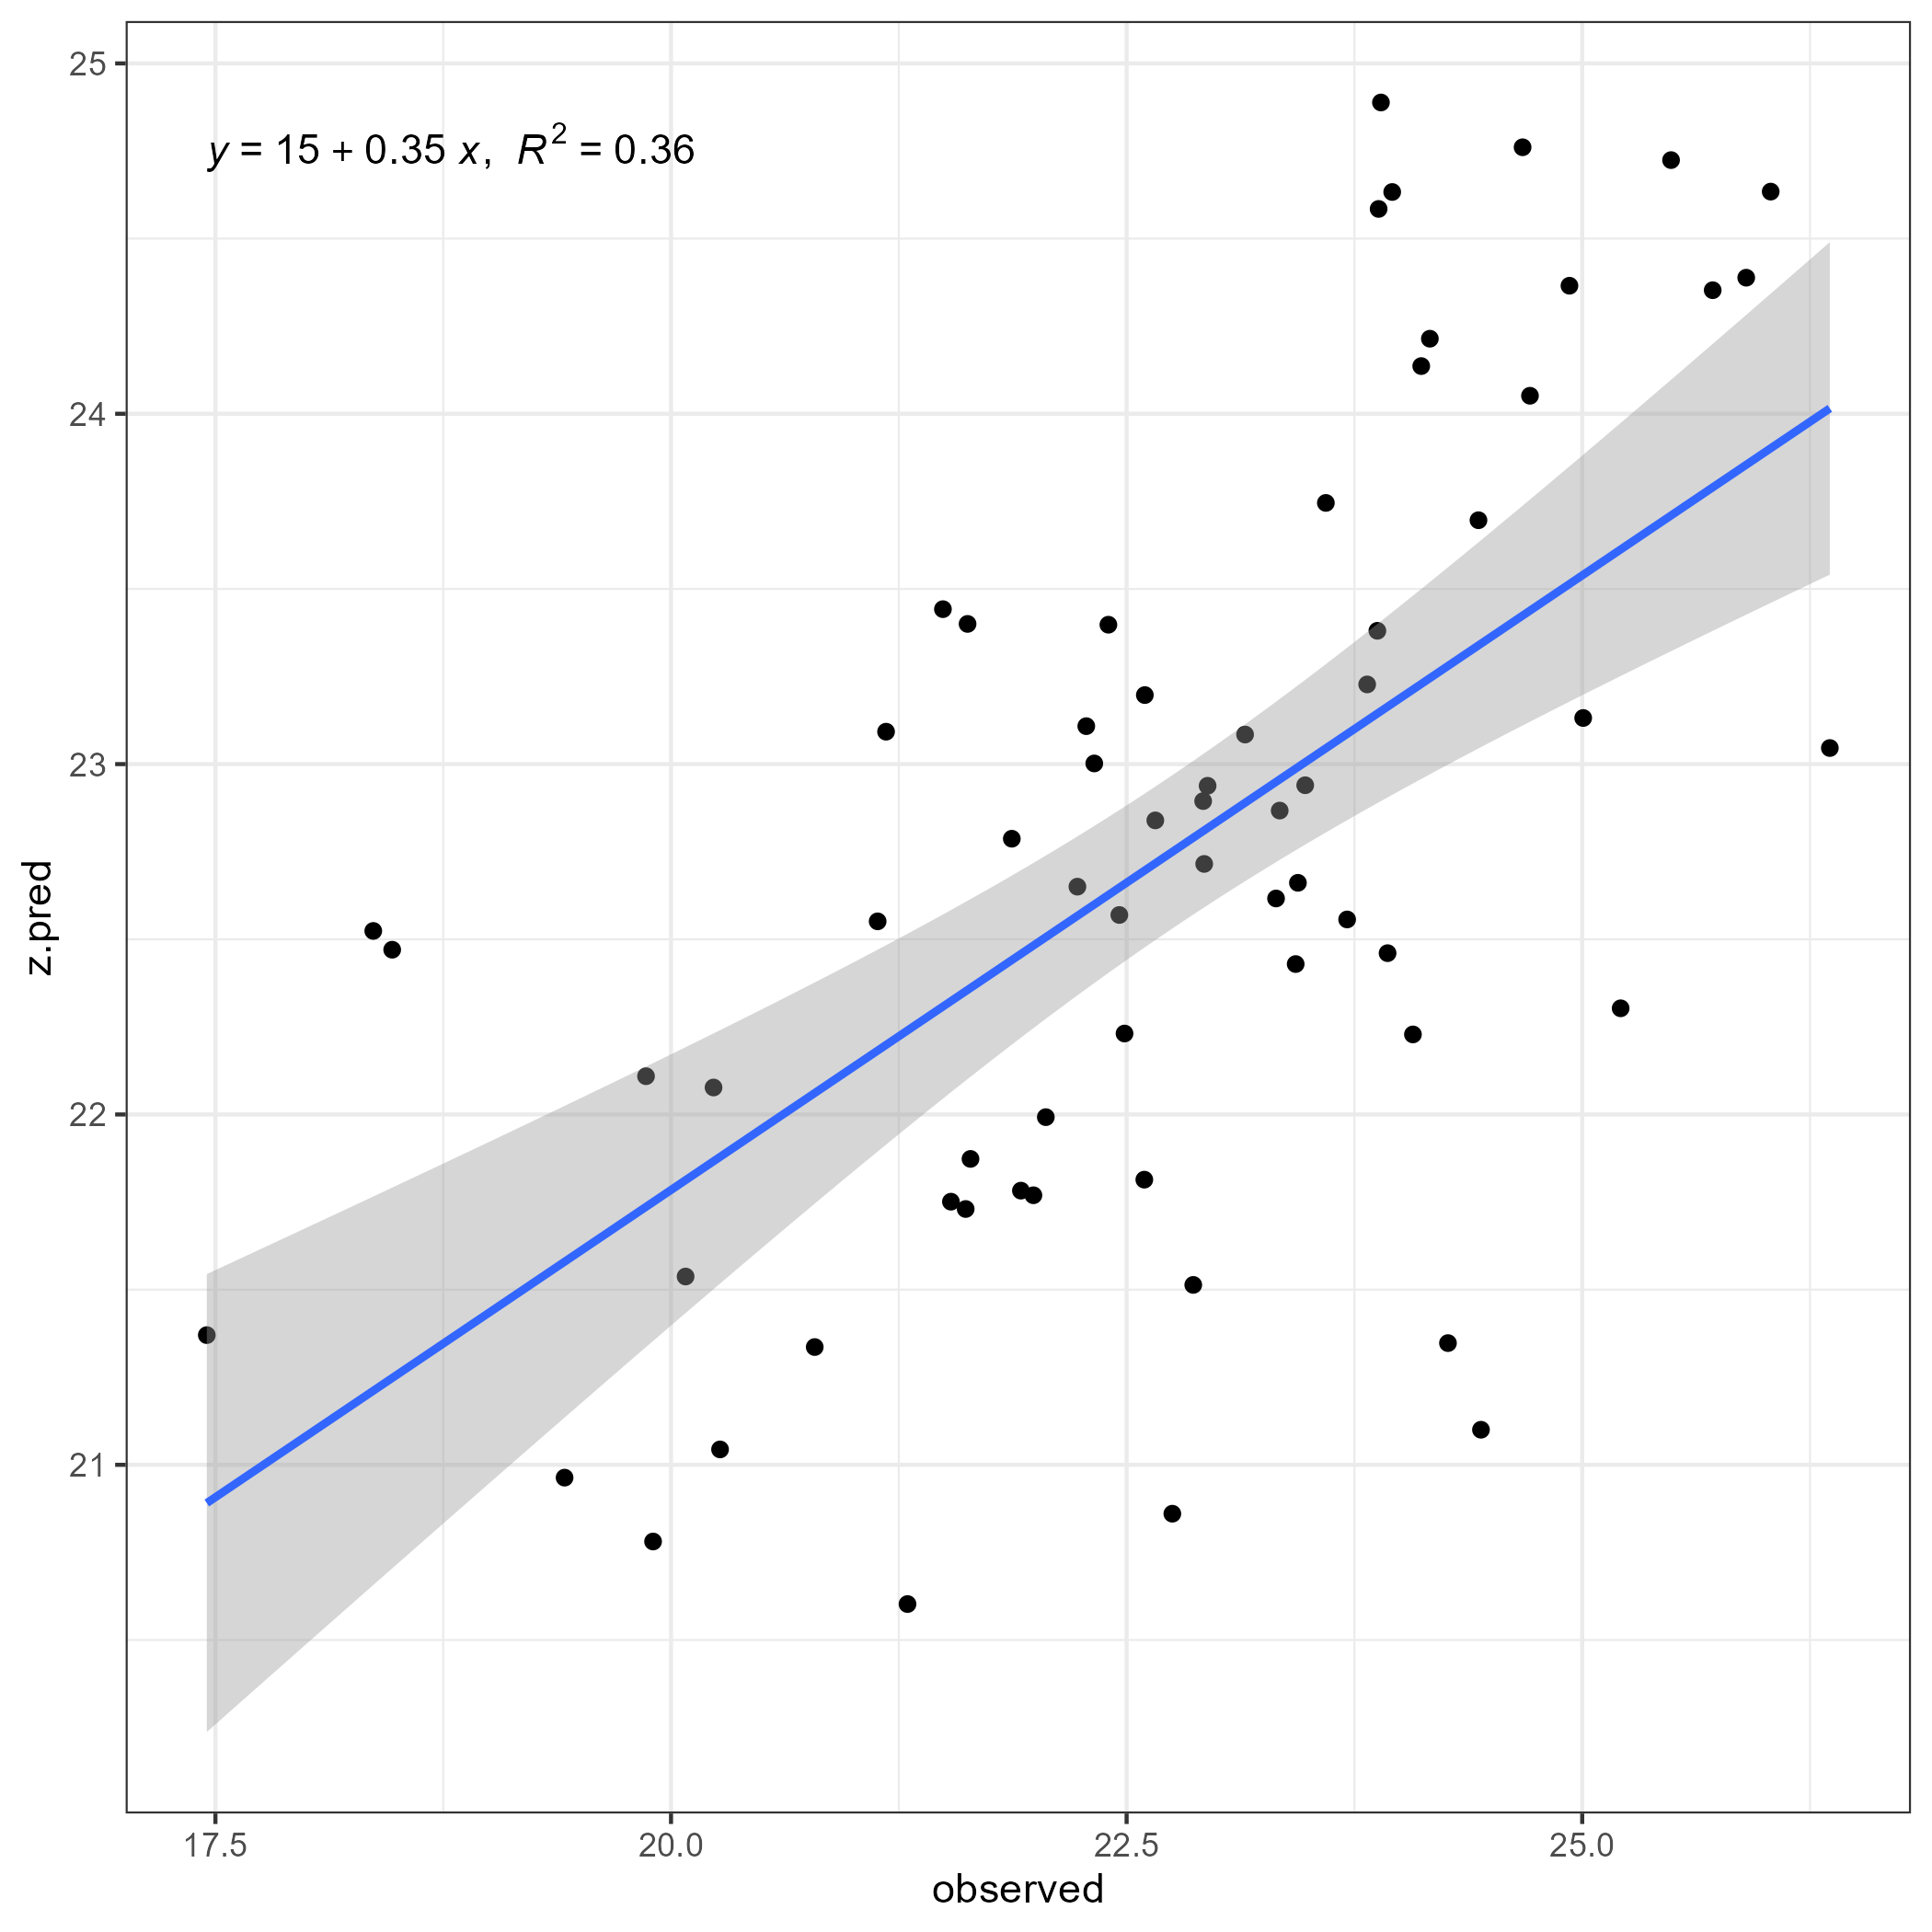 25
y = 15 + 0.35 x, R² = 0.36
24
23
z.pred
22
21
17.5 20.0 22.5 25.0
observed